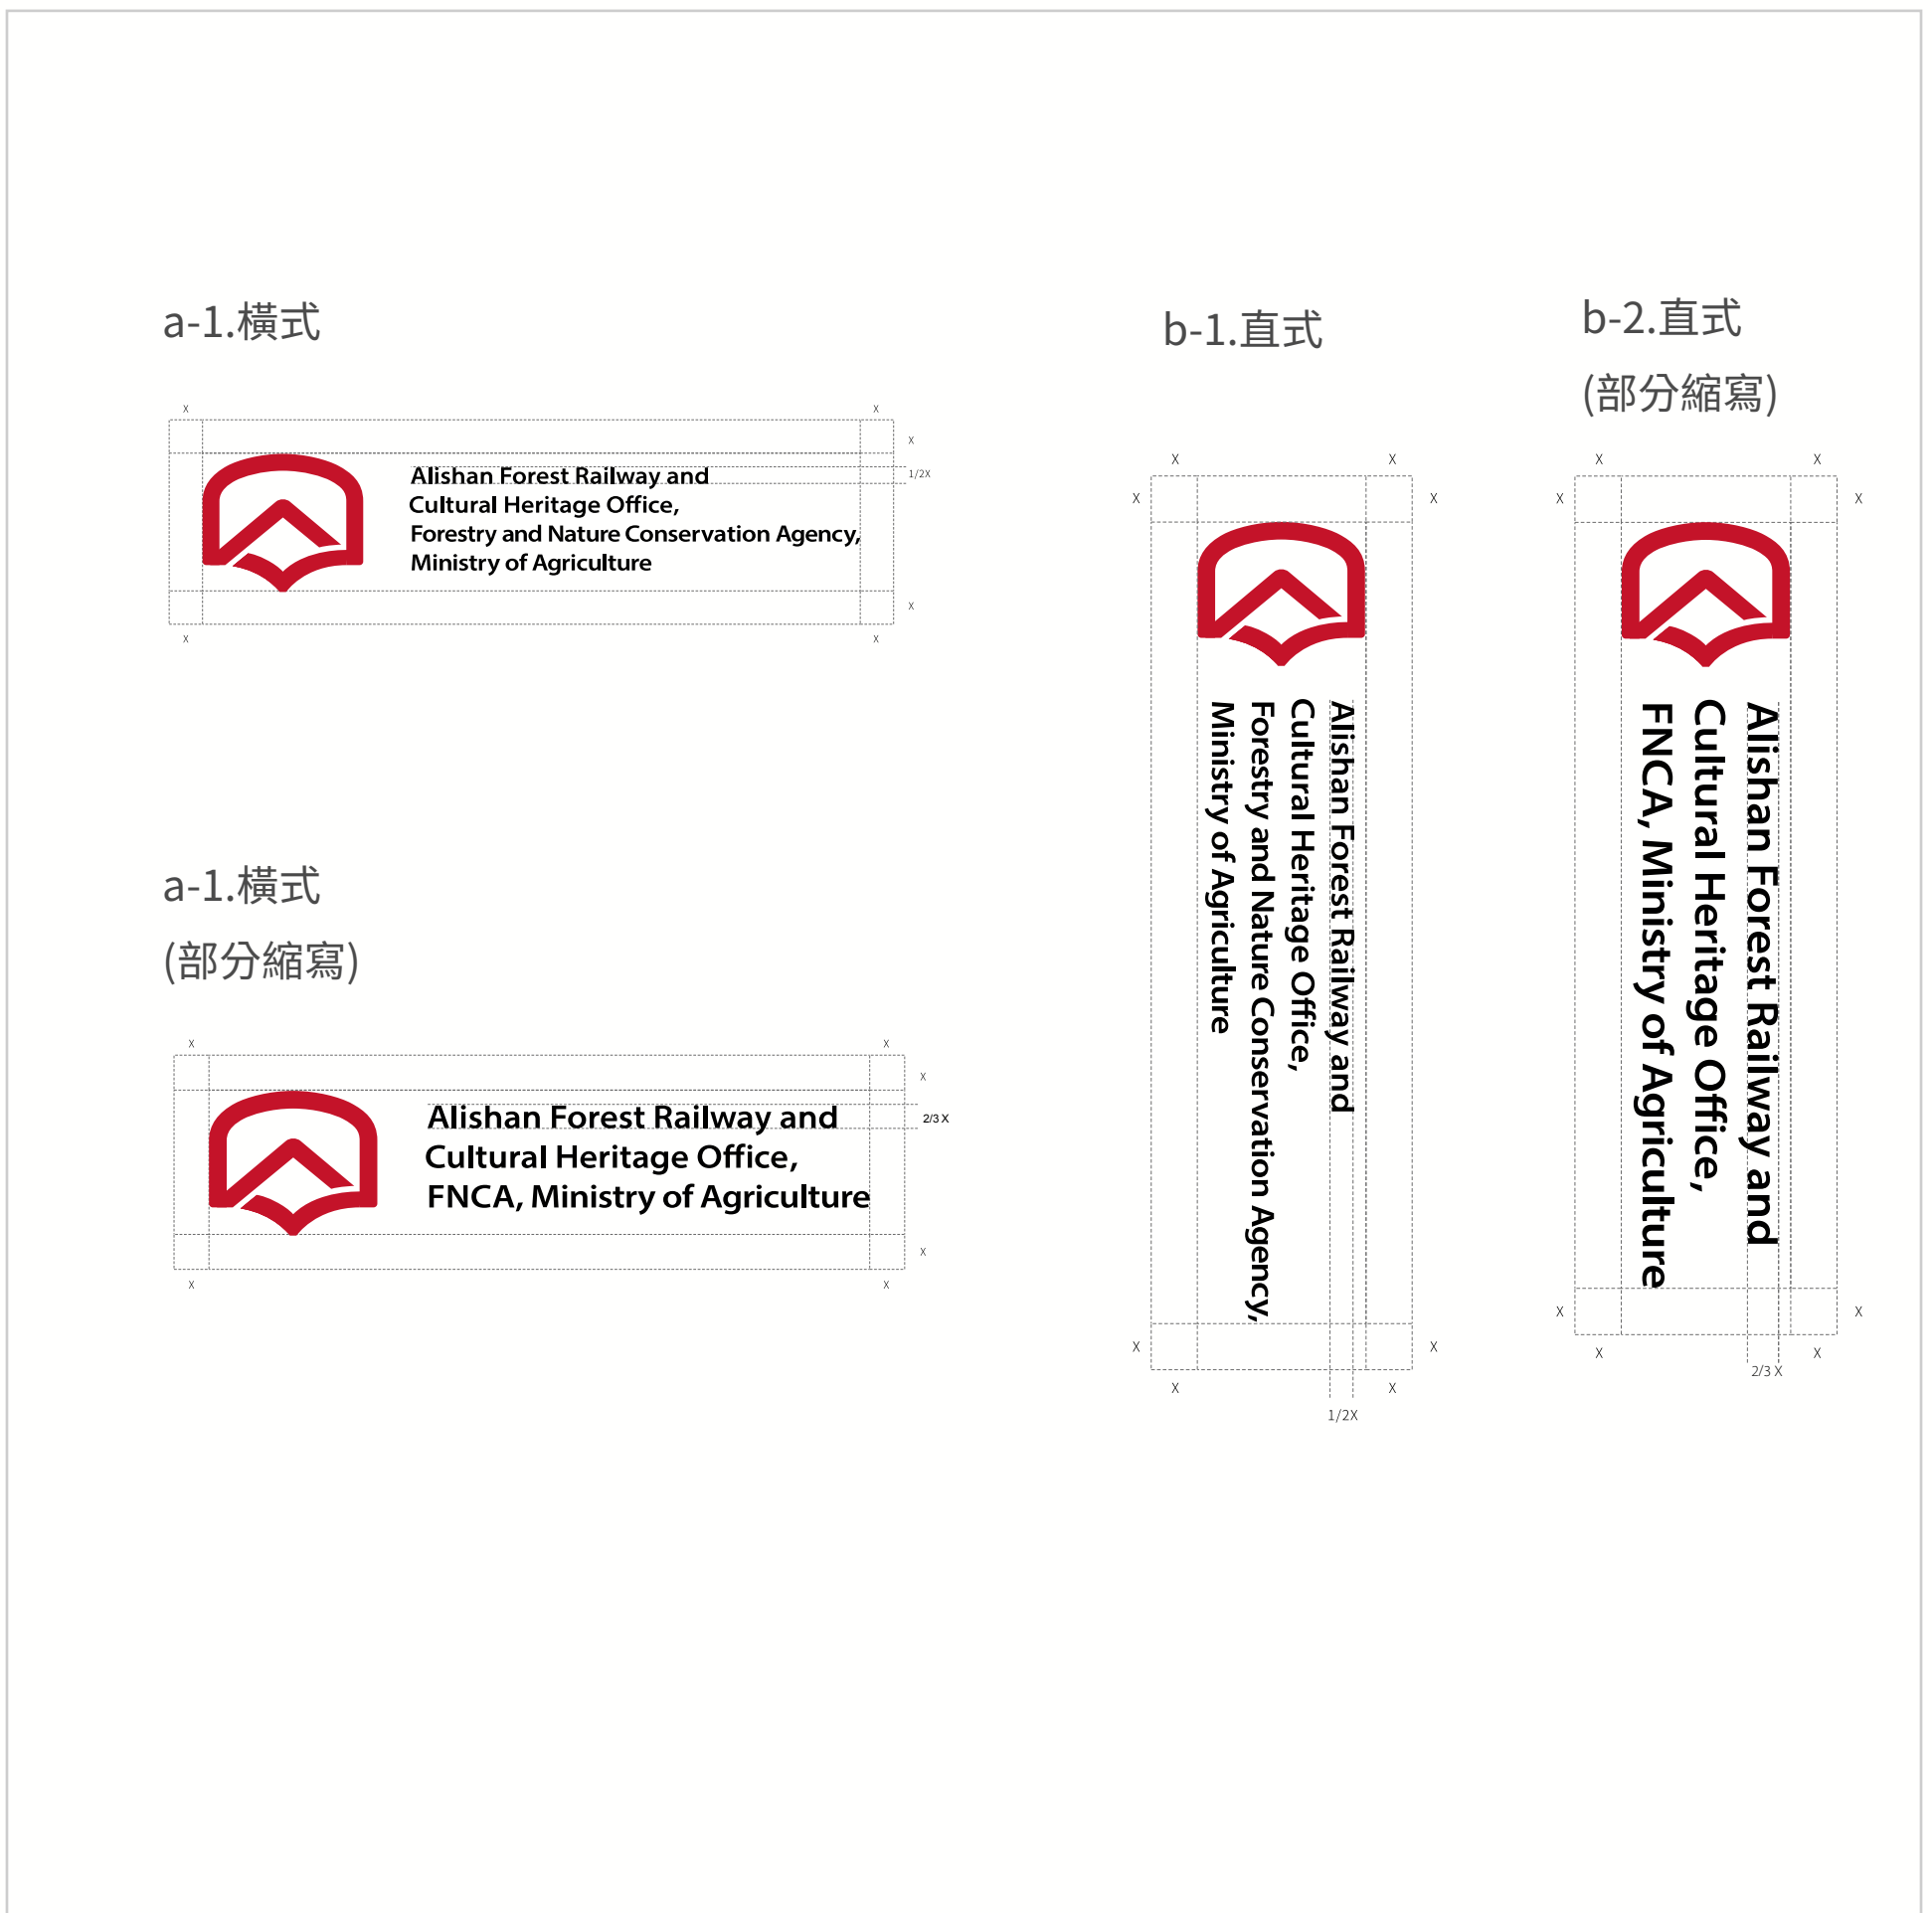 a-1.橫式
x x
x
Alishan Forest Railway and
1/2X
Cultural Heritage Office,
Forestry and Nature Conservation Agency,
Ministry of Agriculture
x
x x
a-1.橫式
(部分縮寫)
x x
x
Alishan Forest Railway and
2/3 X
Cultural Heritage Office,
FNCA, Ministry of Agriculture
x
x x
b-1.直式
x x
x x
Alishan Forest Railway and
Cultural Heritage Office,
Forestry and Nature Conservation Agency,
Ministry of Agriculture
x x
x x
1/2X
b-2.直式
(部分縮寫)
x x
x x
Alishan Forest Railway and
Cultural Heritage Office,
FNCA, Ministry of Agriculture
x x
x x
2/3 X